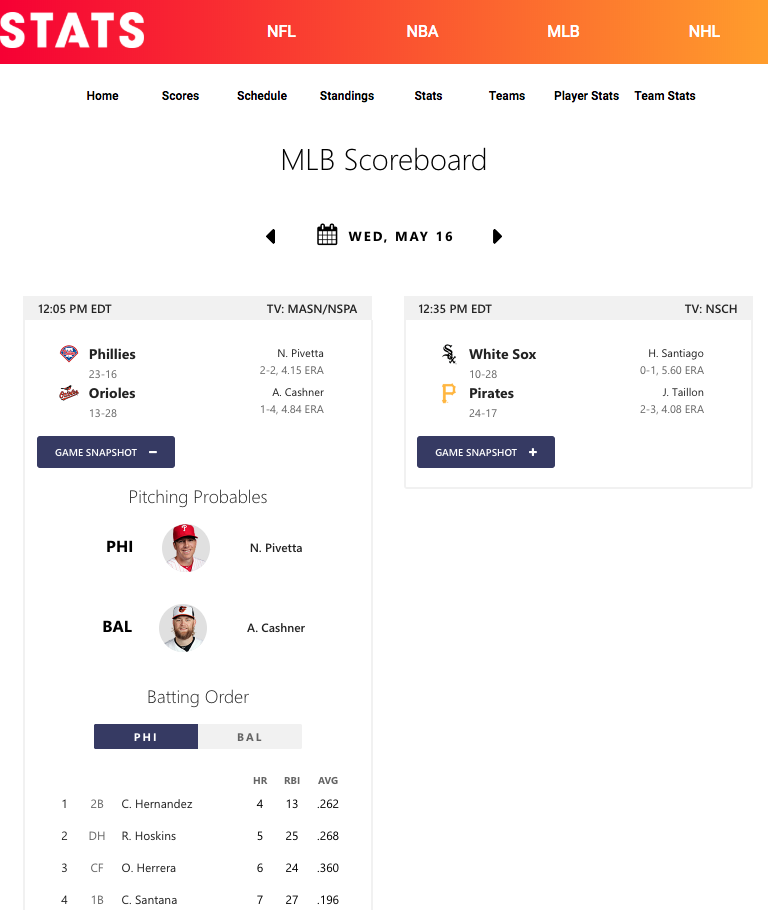 STATS NFL NBA MLB NHL
Home Scores Schedule Standings Stats Teams Player Stats Team Stats
MLB Scoreboard
WED, MAY 16
12:05 PM EDT TV: MASN/NSPA
Phillies N. Pivetta
23-16 2-2, 4.15 ERA
Orioles A. Cashner
13-28 1-4, 4.84 ERA
GAME SNAPSHOT −
Pitching Probables
PHI N. Pivetta
BAL A. Cashner
Batting Order
PHI BAL
HR RBI AVG
1 2B C. Hernandez 4 13 .262
2 DH R. Hoskins 5 25 .268
3 CF O. Herrera 6 24 .360
4 1B C. Santana 7 27 .196
12:35 PM EDT TV: NSCH
White Sox H. Santiago
10-28 0-1, 5.60 ERA
Pirates J. Taillon
24-17 2-3, 4.08 ERA
GAME SNAPSHOT +